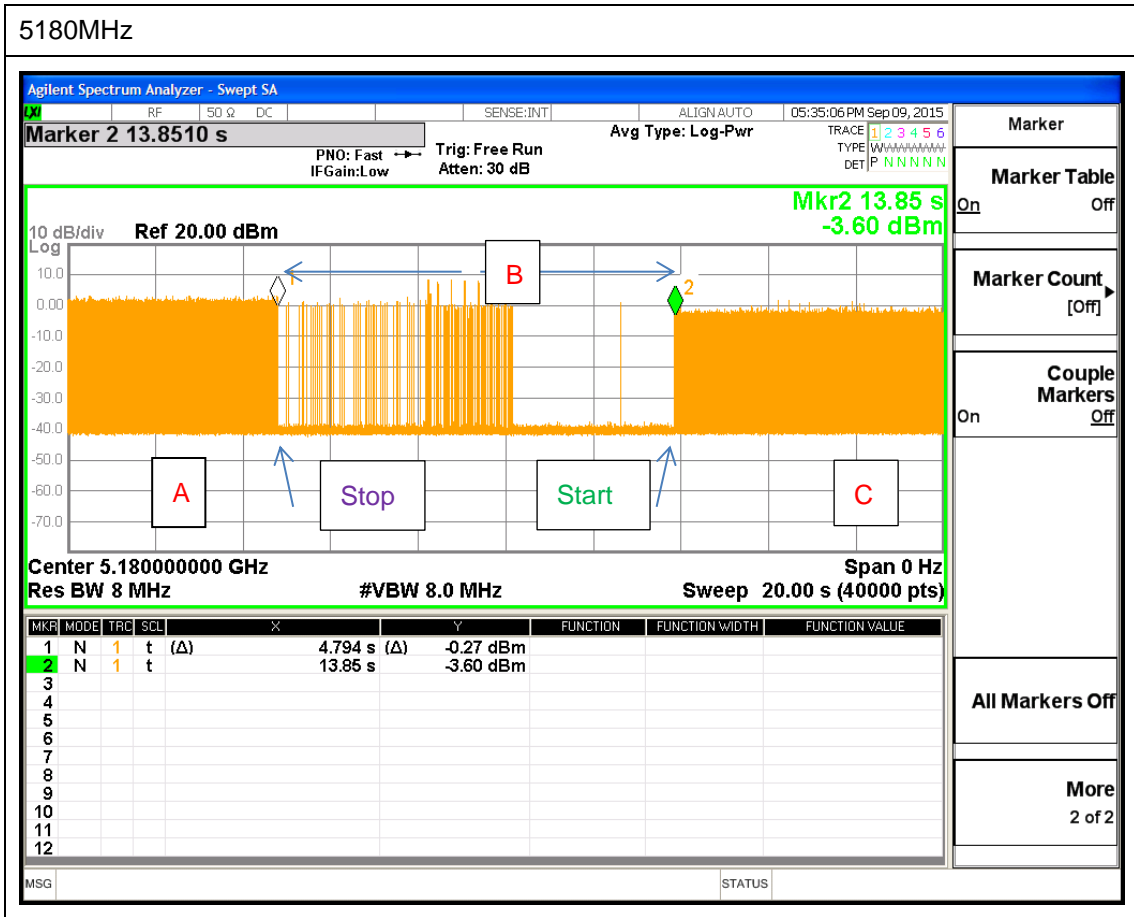 5180MHz
Agilent Spectrum Analyzer - Swept SA
LXI RF 50 Ω DC SENSE:INT ALIGN AUTO 05:35:06 PM Sep 09, 2015
Marker 2 13.8510 s
PNO: Fast
IFGain:Low
Trig: Free Run
Atten: 30 dB
Avg Type: Log-Pwr
TRACE 1 2 3 4 5 6
TYPE
DET P N N N N N
Mkr2 13.85 s
-3.60 dBm
10 dB/div Ref 20.00 dBm
Log
10.0
0.00
-10.0
-20.0
-30.0
-40.0
-50.0
-60.0
-70.0
1
B
2
A
Stop
Start
C
Center 5.180000000 GHz Span 0 Hz
Res BW 8 MHz #VBW 8.0 MHz Sweep 20.00 s (40000 pts)
MKR MODE TRC SCL X Y FUNCTION FUNCTION WIDTH FUNCTION VALUE
1 N 1 t (Δ) 4.794 s (Δ) -0.27 dBm
2 N 1 t 13.85 s -3.60 dBm
3
4
5
6
7
8
9
10
11
12
MSG STATUS
Marker
Marker Table
On Off
Marker Count
[Off]
Couple
Markers
On Off
All Markers Off
More
2 of 2